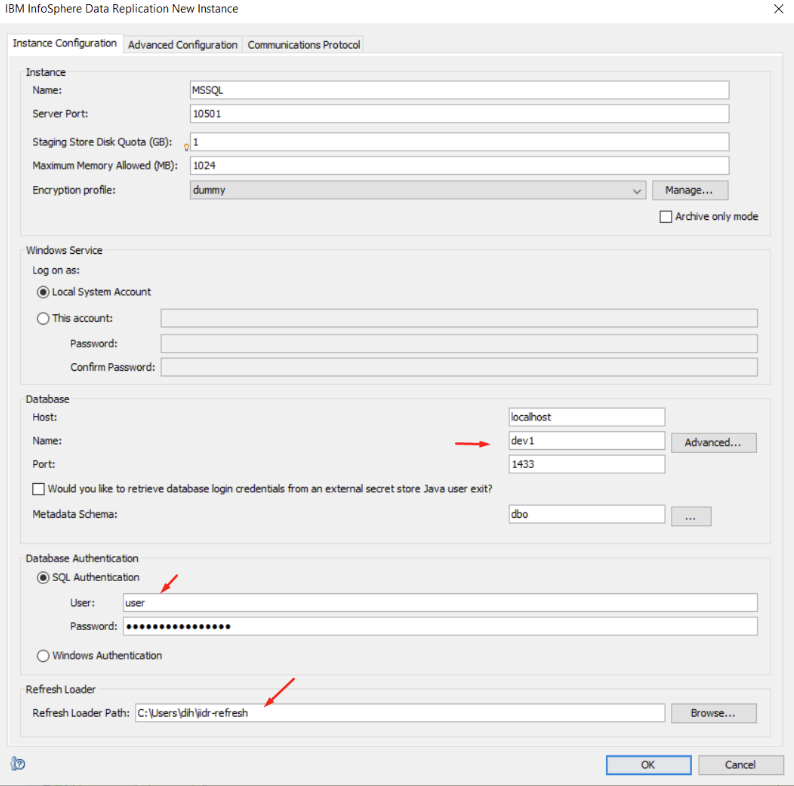 IBM InfoSphere Data Replication New Instance
Instance Configuration Advanced Configuration Communications Protocol
Instance
Name: MSSQL
Server Port: 10501
Staging Store Disk Quota (GB): 1
Maximum Memory Allowed (MB): 1024
Encryption profile: dummy Manage...
Archive only mode
Windows Service
Log on as:
Local System Account
This account:
Password:
Confirm Password:
Database
Host: localhost
Name: dev1 Advanced...
Port: 1433
Would you like to retrieve database login credentials from an external secret store Java user exit?
Metadata Schema: dbo ...
Database Authentication
SQL Authentication
User: user
Password: ••••••••••••••••
Windows Authentication
Refresh Loader
Refresh Loader Path: C:\Users\dih\iidr-refresh Browse...
OK Cancel